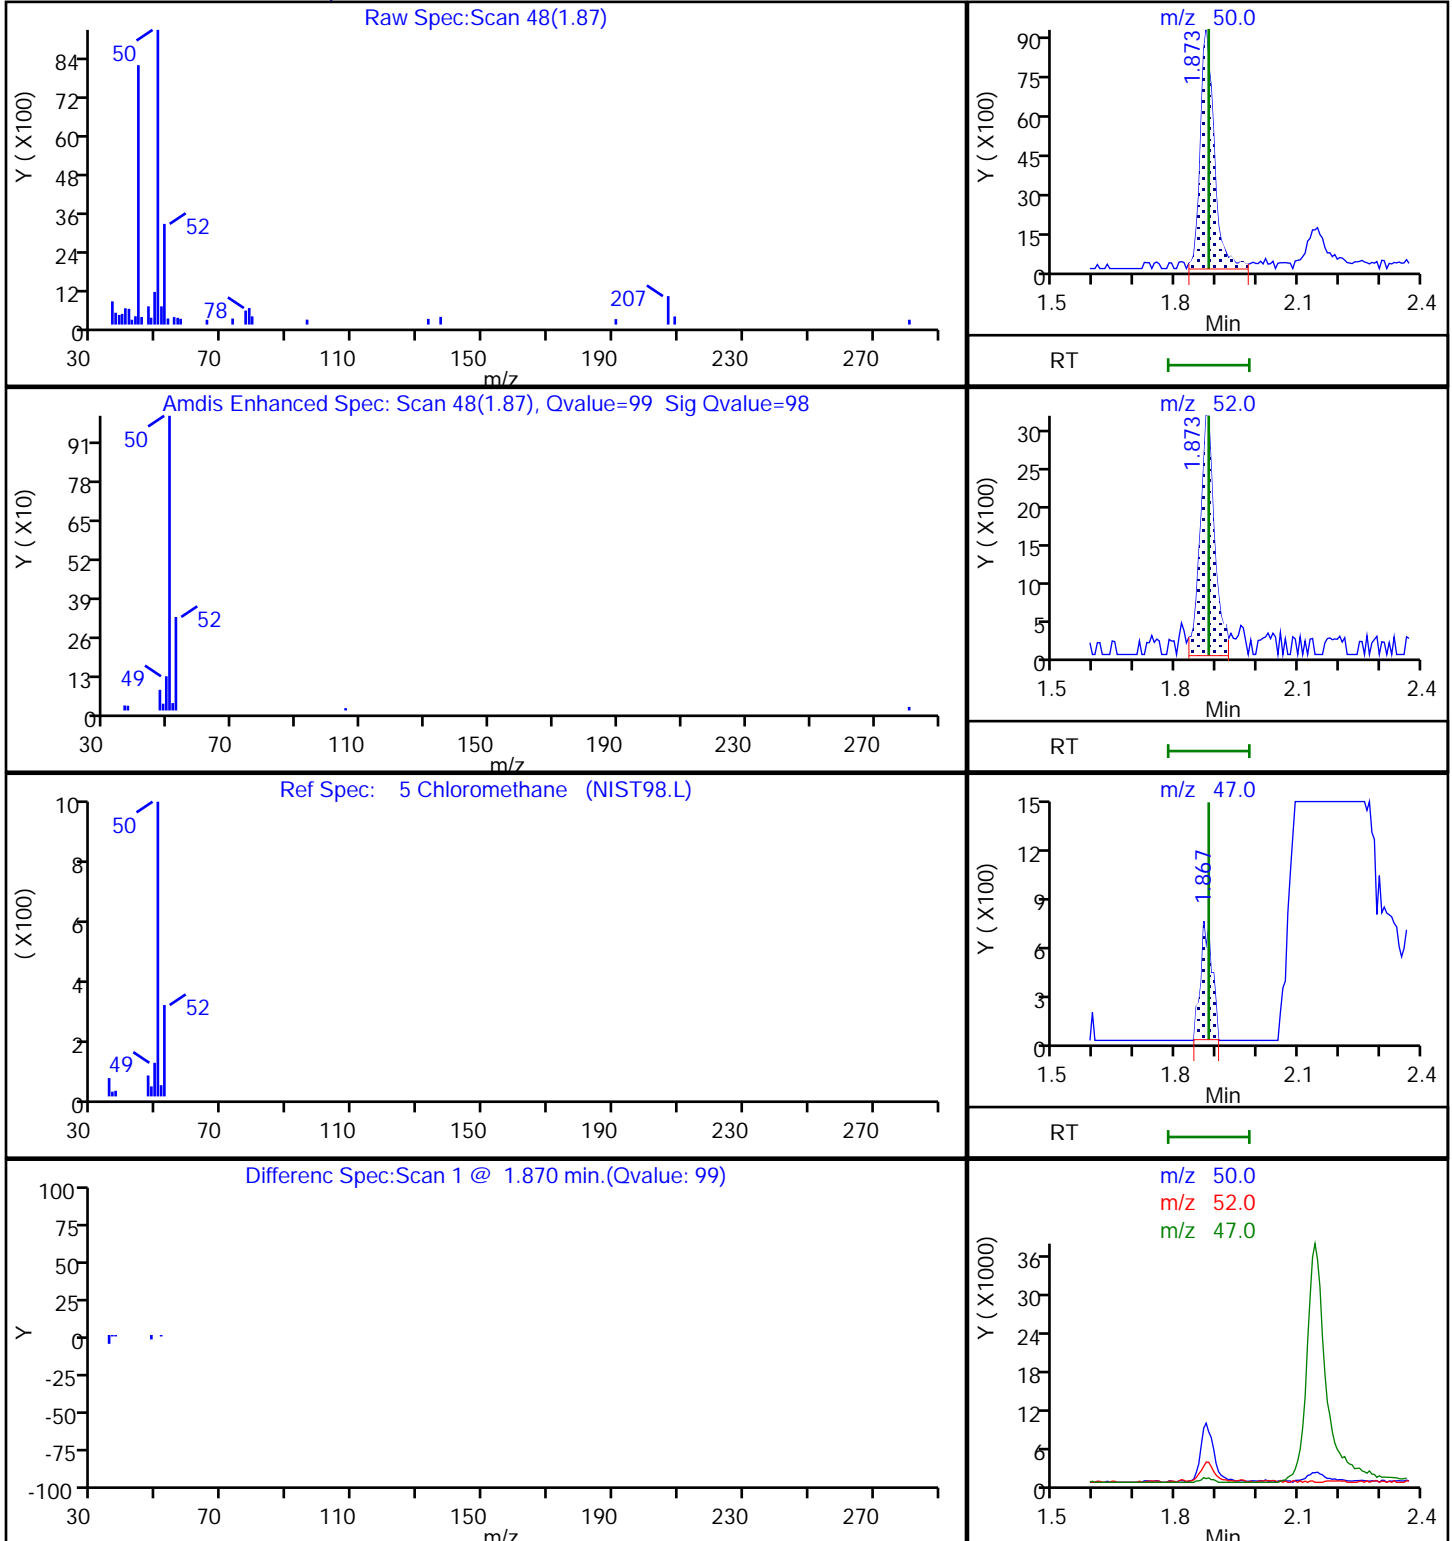 Raw Spec:Scan 48(1.87)
Y ( X100)
84
72
60
48
36
24
12
0
50
52
78
207
30 70 110 150 190 230 270
m/z
m/z 50.0
Y ( X100)
90
75
60
45
30
15
0
1.873
1.5 1.8 2.1 2.4
Min
RT
Amdis Enhanced Spec: Scan 48(1.87), Qvalue=99 Sig Qvalue=98
Y ( X10)
91
78
65
52
39
26
13
0
50
52
49
30 70 110 150 190 230 270
m/z
m/z 52.0
Y ( X100)
30
25
20
15
10
5
0
1.873
1.5 1.8 2.1 2.4
Min
RT
Ref Spec: 5 Chloromethane (NIST98.L)
( X100)
10
8
6
4
2
0
50
52
49
30 70 110 150 190 230 270
m/z 47.0
Y ( X100)
15
12
9
6
3
0
1.867
1.5 1.8 2.1 2.4
Min
RT
Differenc Spec:Scan 1 @ 1.870 min.(Qvalue: 99)
Y
100
75
50
25
0
-25
-50
-75
-100
30 70 110 150 190 230 270
m/z
m/z 50.0
m/z 52.0
m/z 47.0
Y ( X1000)
36
30
24
18
12
6
0
1.5 1.8 2.1 2.4
Min